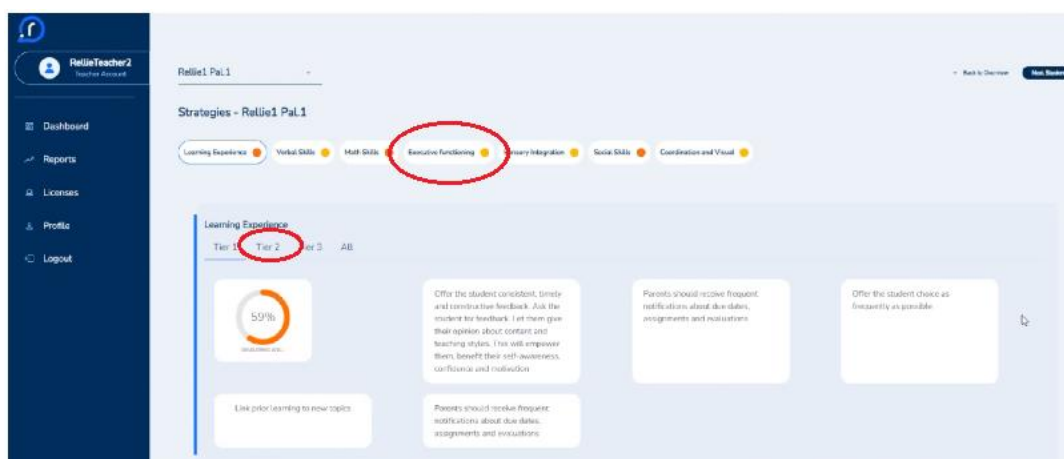 RellieTeacher2
Teacher Account
Dashboard
Reports
Licenses
Profile
Logout
Rellie1 Pal.1
Back to Overview
Next Student
Strategies - Rellie1 Pal.1
Learning Experience
Verbal Skills
Math Skills
Executive Functioning
Sensory Integration
Social Skills
Coordination and Visual
Learning Experience
Tier 1 Tier 2 Tier 3 All
59%
Offer the student consistent, timely
and constructive feedback. Ask the
student for feedback. Let them give
their opinion about content and
teaching styles. This will empower
them, benefit their self-awareness,
confidence and motivation
Parents should receive frequent
notifications about due dates,
assignments and evaluations
Offer the student choice as
frequently as possible
Link prior learning to new topics
Parents should receive frequent
notifications about due dates,
assignments and evaluations